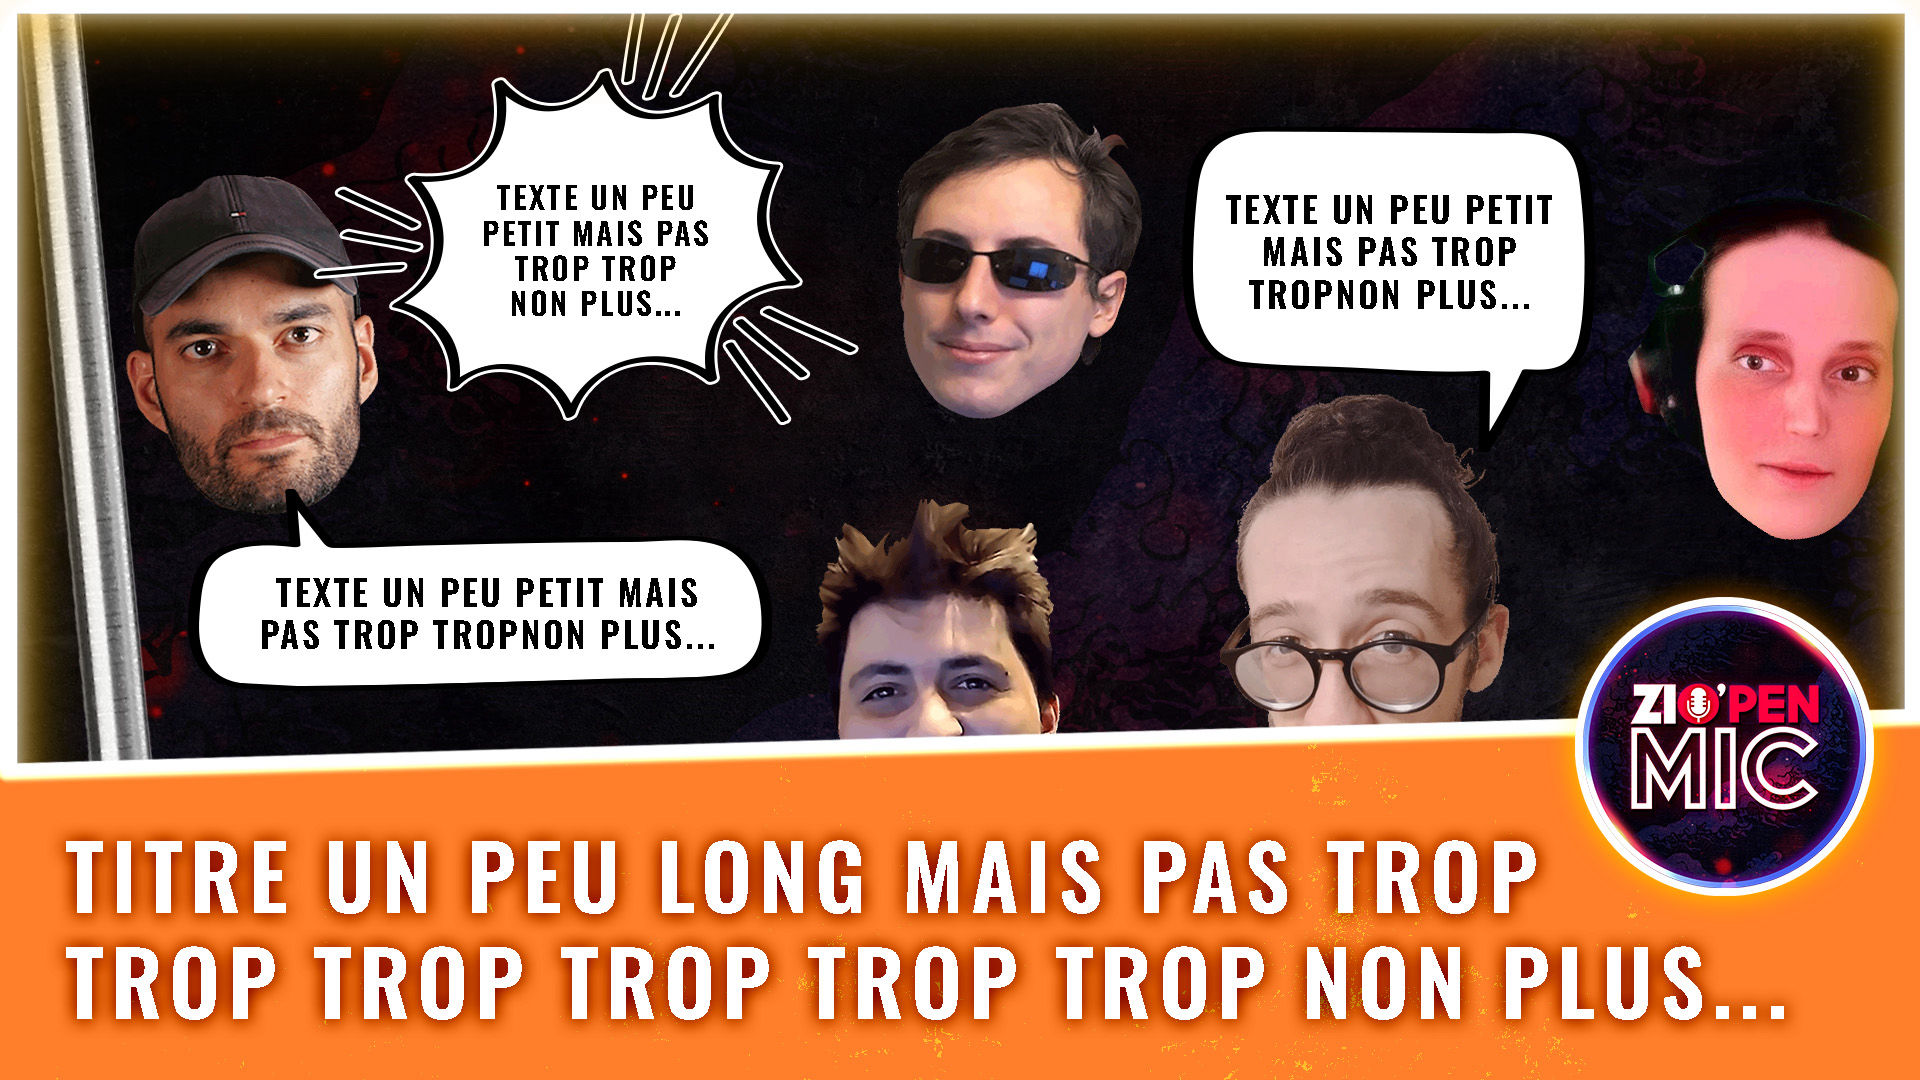 TEXTE UN PEU
PETIT MAIS PAS
TROP TROP
NON PLUS...
TEXTE UN PEU PETIT
MAIS PAS TROP
TROPNON PLUS...
TEXTE UN PEU PETIT MAIS
PAS TROP TROPNON PLUS...
ZIO'PEN
MIC
TITRE UN PEU LONG MAIS PAS TROP
TROP TROP TROP TROP TROP NON PLUS...